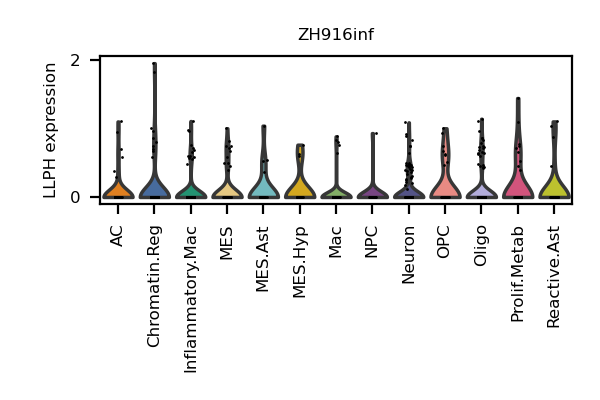 ZH916inf
LLPH expression
2
0
AC
Chromatin.Reg
Inflammatory.Mac
MES
MES.Ast
MES.Hyp
Mac
NPC
Neuron
OPC
Oligo
Prolif.Metab
Reactive.Ast